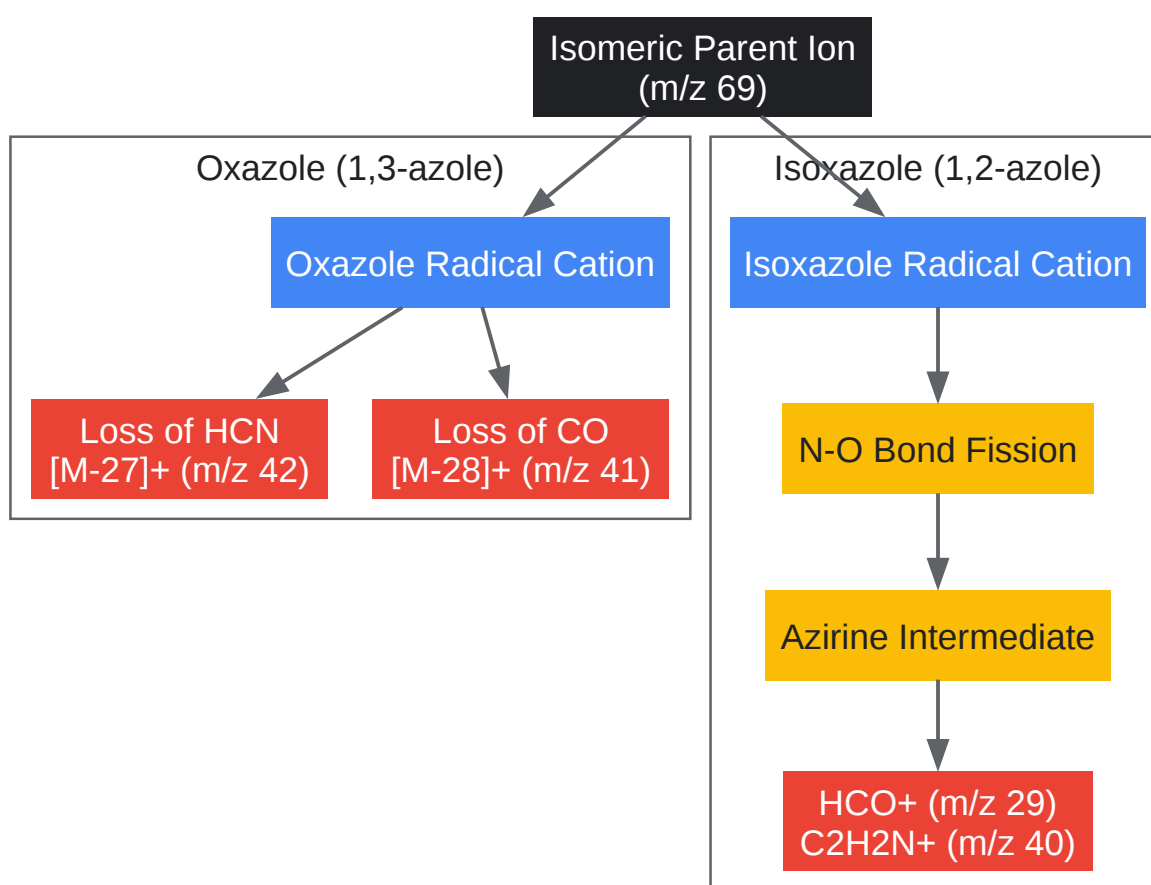 Isomeric Parent Ion
(m/z 69)
Oxazole (1,3-azole)
Isoxazole (1,2-azole)
Oxazole Radical Cation
Isoxazole Radical Cation
Loss of HCN
[M-27]+ (m/z 42)
Loss of CO
[M-28]+ (m/z 41)
N-O Bond Fission
Azirine Intermediate
HCO+ (m/z 29)
C2H2N+ (m/z 40)